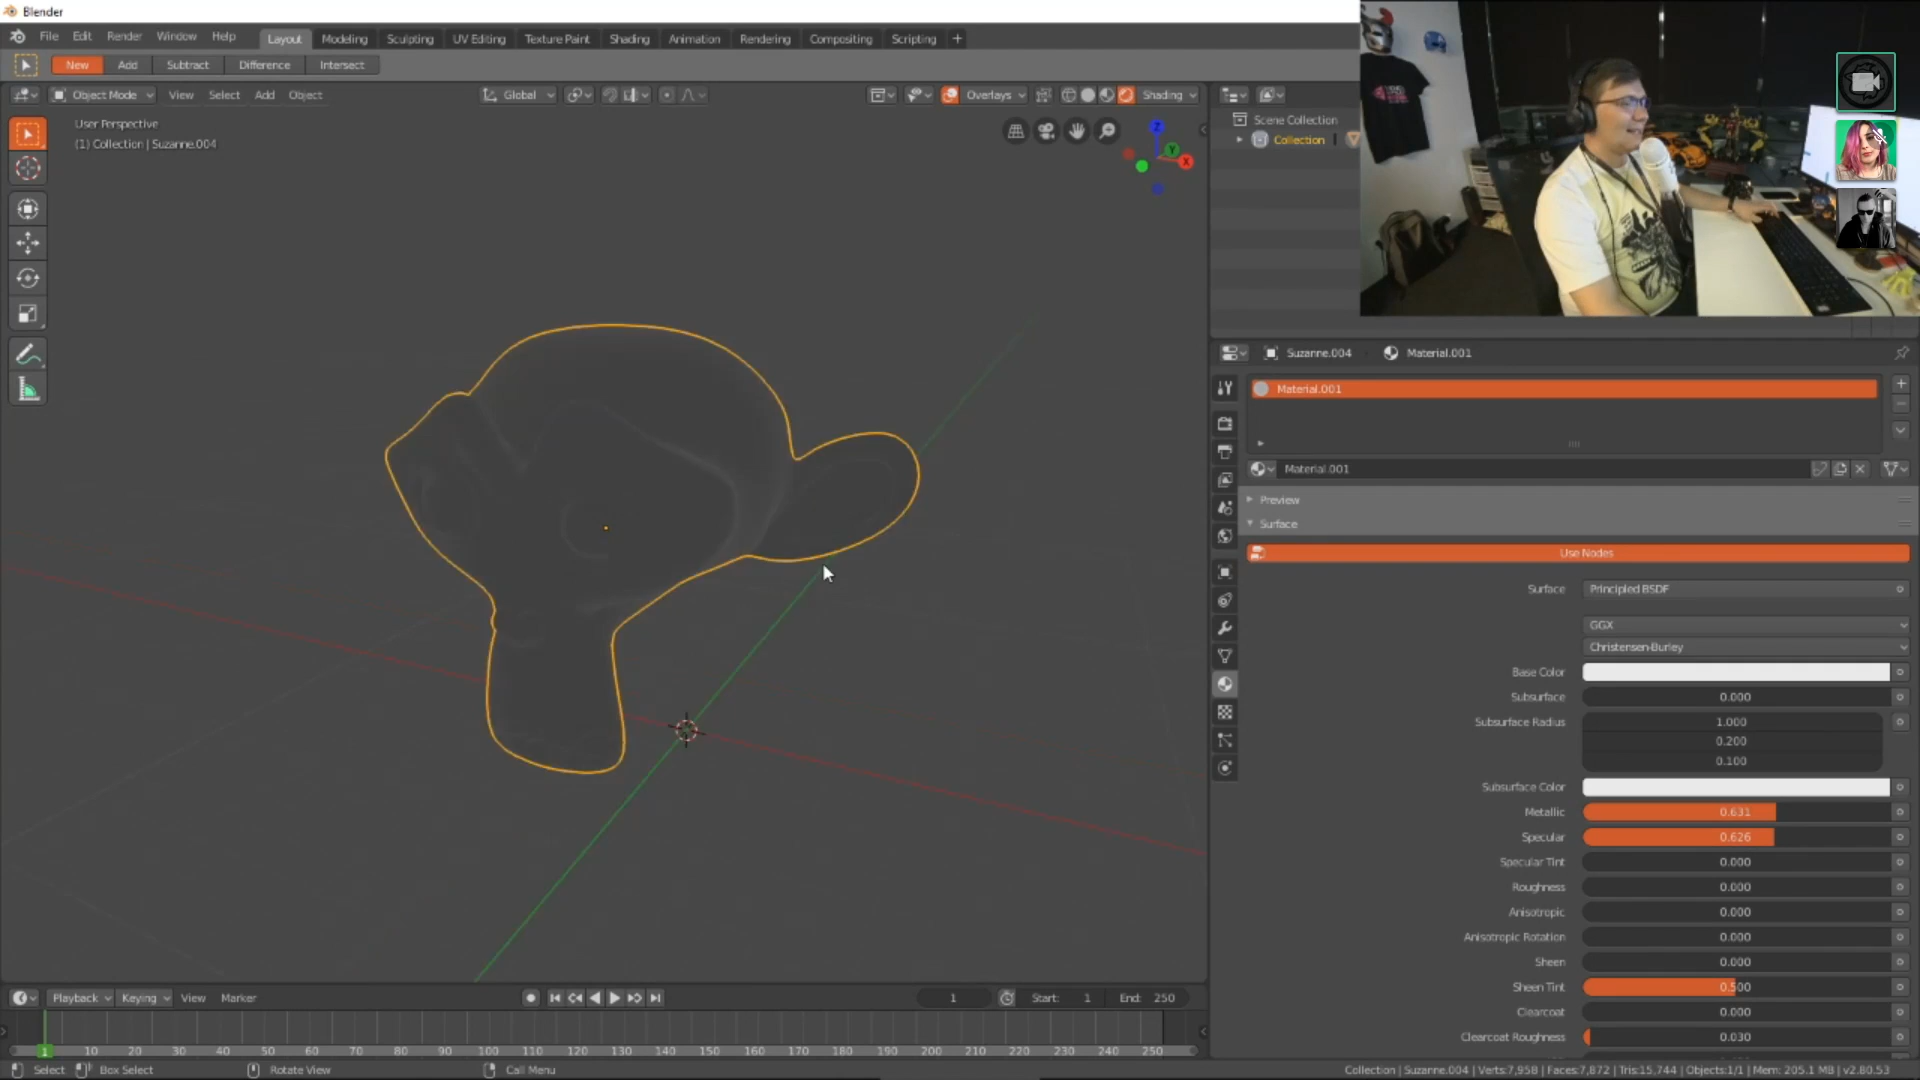 Blender
File Edit Render Window Help Layout Modeling Sculpting UV Editing Texture Paint Shading Animation Rendering Compositing Scripting +
New Add Subtract Difference Intersect
Object Mode View Select Add Object Global Overlays Shading
User Perspective
(1) Collection | Suzanne.004
Z
Y
X
Scene Collection
Collection
Suzanne.004 Material.001
Material.001
Material.001
Preview
Surface
Use Nodes
Surface Principled BSDF
GGX
Christensen-Burley
Base Color
Subsurface 0.000
Subsurface Radius 1.000
0.200
0.100
Subsurface Color
Metallic 0.631
Specular 0.626
Specular Tint 0.000
Roughness 0.000
Anisotropic 0.000
Anisotropic Rotation 0.000
Sheen 0.000
Sheen Tint 0.500
Clearcoat 0.000
Clearcoat Roughness 0.030
Playback Keying View Marker 1 Start: 1 End: 250
1 10 20 30 40 50 60 70 80 90 100 110 120 130 140 150 160 170 180 190 200 210 220 230 240 250
Select Box Select Rotate View Call Menu
Collection | Suzanne.004 | Verts:7,958 | Faces:7,872 | Tris:15,744 | Objects:1/1 | Mem: 205.1 MB | v2.80.53